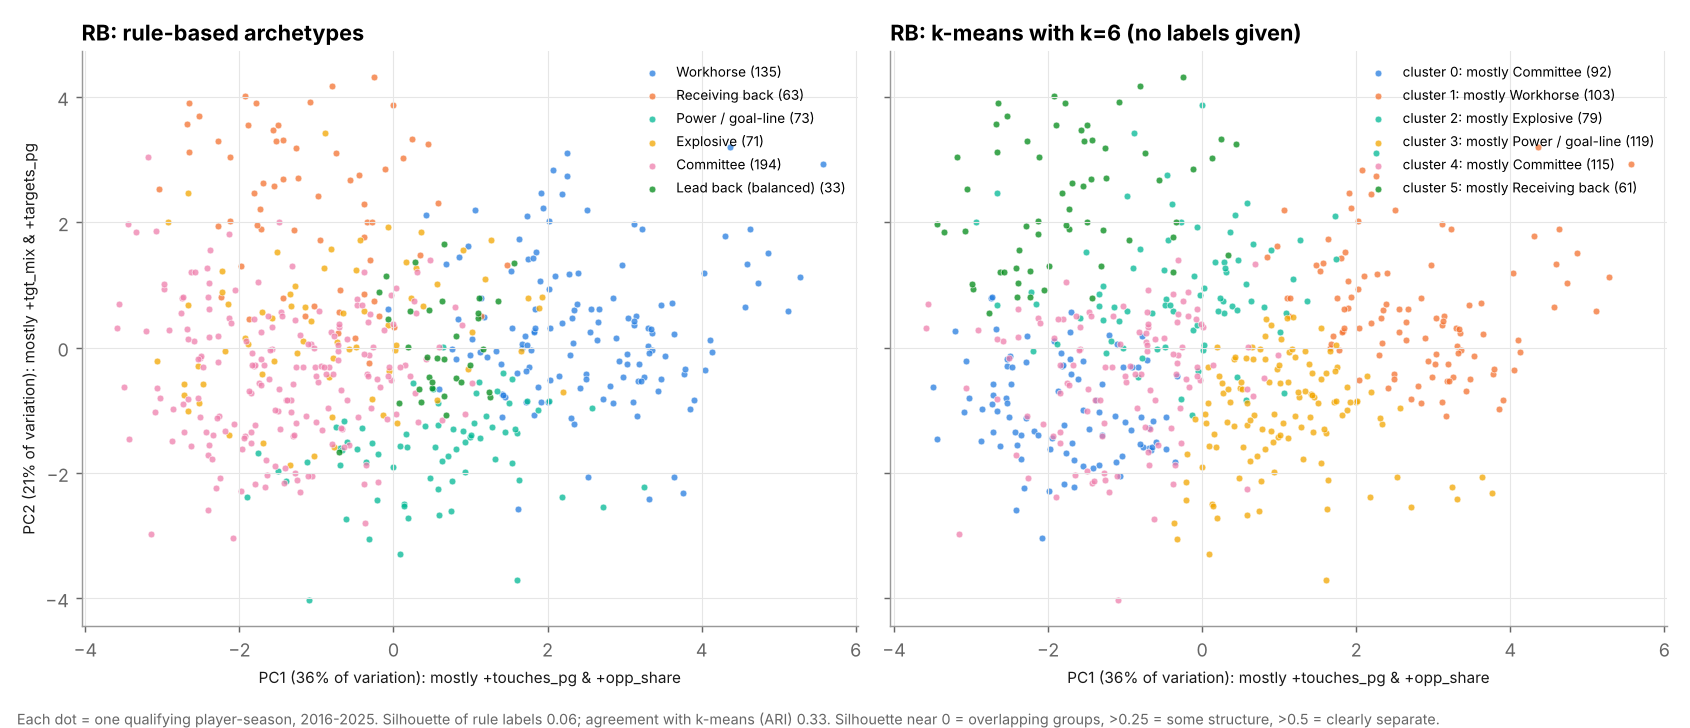 RB: rule-based archetypes
Workhorse (135)
Receiving back (63)
Power / goal-line (73)
Explosive (71)
Committee (194)
Lead back (balanced) (33)
4
2
0
−2
−4
PC2 (21% of variation): mostly +tgt_mix & +targets_pg
−4
−2
0
2
4
6
PC1 (36% of variation): mostly +touches_pg & +opp_share
RB: k-means with k=6 (no labels given)
cluster 0: mostly Committee (92)
cluster 1: mostly Workhorse (103)
cluster 2: mostly Explosive (79)
cluster 3: mostly Power / goal-line (119)
cluster 4: mostly Committee (115)
cluster 5: mostly Receiving back (61)
−4
−2
0
2
4
6
PC1 (36% of variation): mostly +touches_pg & +opp_share
Each dot = one qualifying player-season, 2016-2025. Silhouette of rule labels 0.06; agreement with k-means (ARI) 0.33. Silhouette near 0 = overlapping groups, >0.25 = some structure, >0.5 = clearly separate.